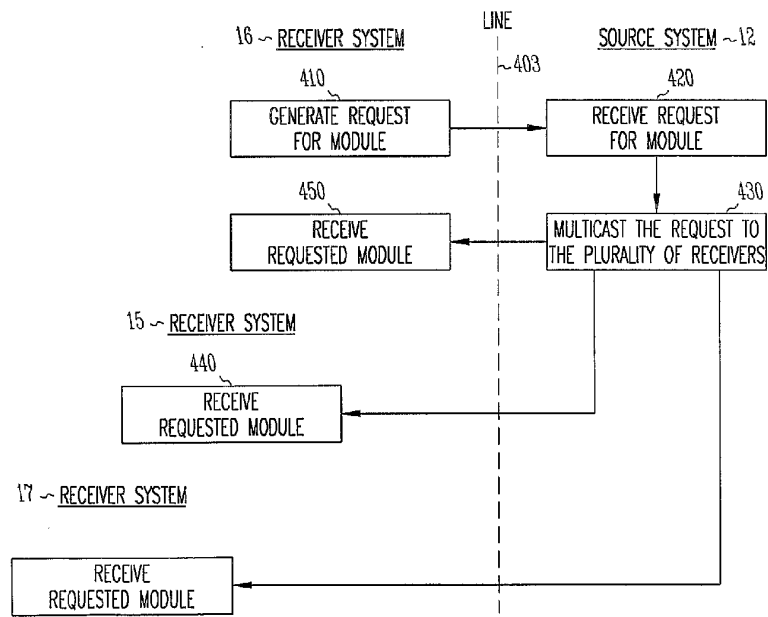 LINE
16 ~ RECEIVER SYSTEM
SOURCE SYSTEM ~ 12
403
410
GENERATE REQUEST
FOR MODULE
420
RECEIVE REQUEST
FOR MODULE
450
RECEIVE
REQUESTED MODULE
430
MULTICAST THE REQUEST TO
THE PLURALITY OF RECEIVERS
15 ~ RECEIVER SYSTEM
440
RECEIVE
REQUESTED MODULE
17 ~ RECEIVER SYSTEM
RECEIVE
REQUESTED MODULE